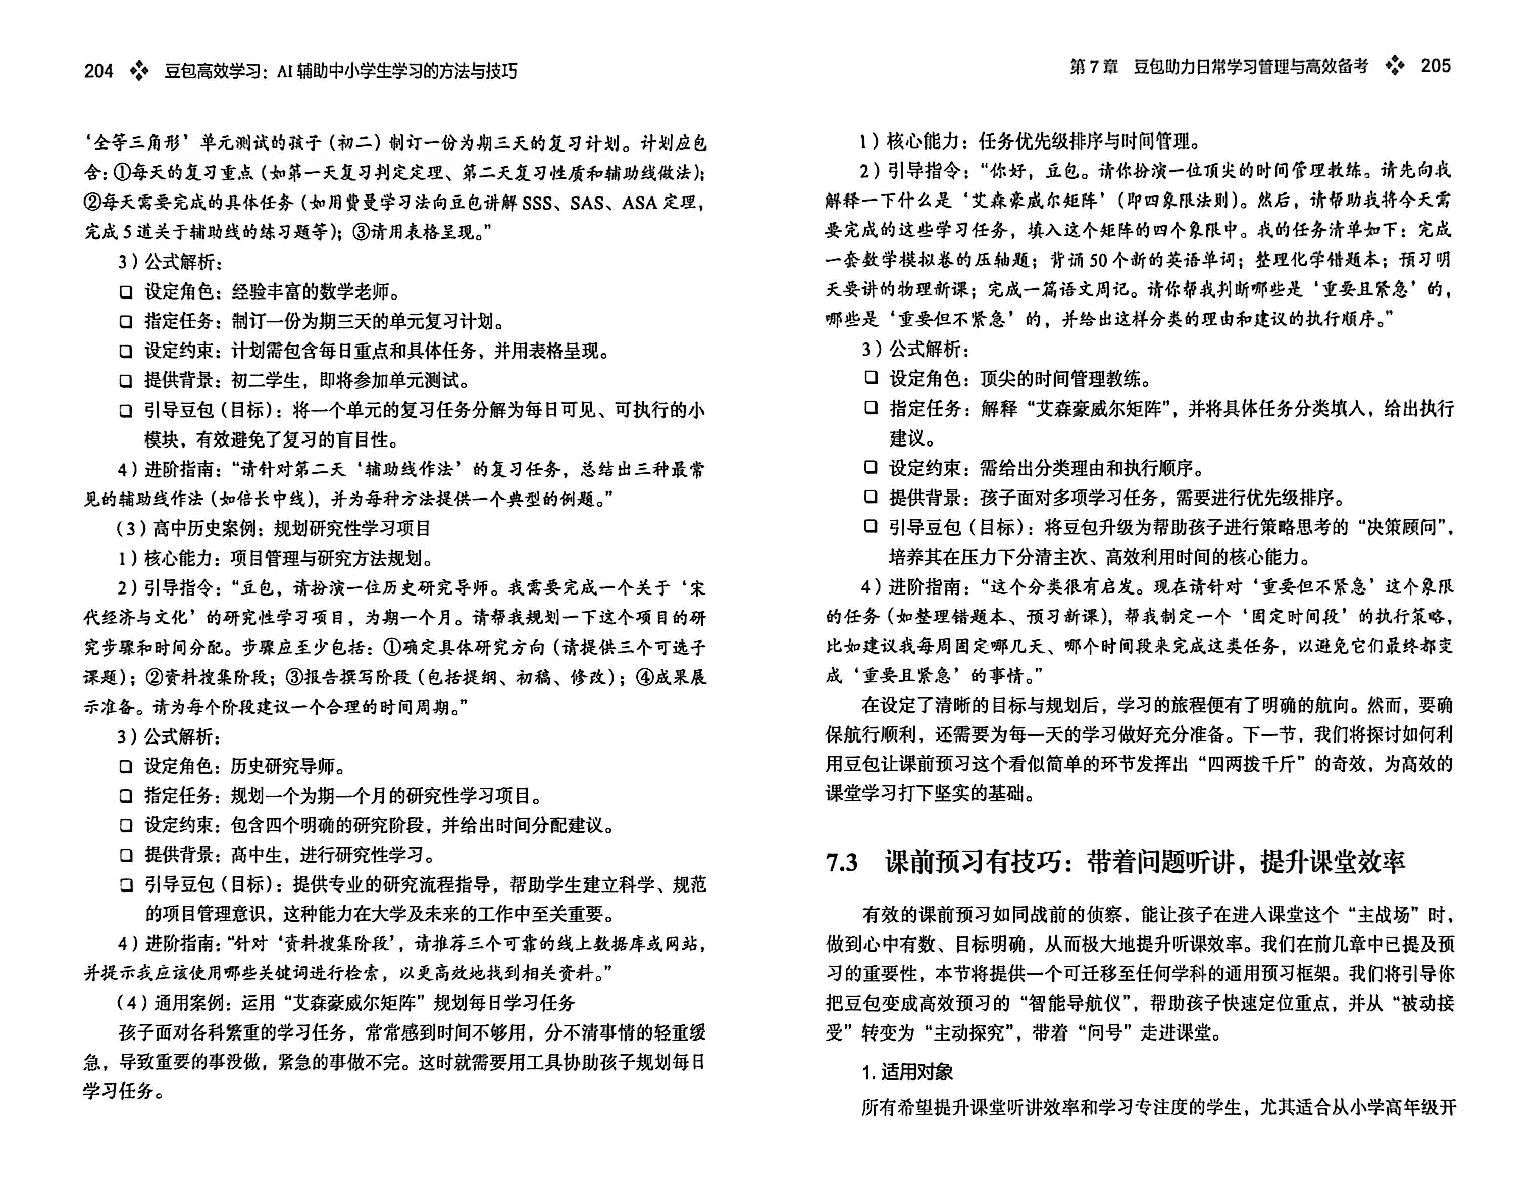 204 豆包高效学习：AI 辅助中小学生学习的方法与技巧
‘全等三角形’单元测试的孩子（初二）制订一份为期三天的复习计划。计划应包
含：①每天的复习重点（如第一天复习判定定理、第二天复习性质和辅助线做法）；
②每天需要完成的具体任务（如用费曼学习法向豆包讲解 SSS、SAS、ASA 定理，
完成 5 道关于辅助线的练习题等）；③请用表格呈现。”
3）公式解析：
❏ 设定角色：经验丰富的数学老师。
❏ 指定任务：制订一份为期三天的单元复习计划。
❏ 设定约束：计划需包含每日重点和具体任务，并用表格呈现。
❏ 提供背景：初二学生，即将参加单元测试。
❏ 引导豆包（目标）：将一个单元的复习任务分解为每日可见、可执行的小
模块，有效避免了复习的盲目性。
4）进阶指南：“请针对第二天‘辅助线作法’的复习任务，总结出三种最常
见的辅助线作法（如倍长中线），并为每种方法提供一个典型的例题。”
（3）高中历史案例：规划研究性学习项目
1）核心能力：项目管理与研究方法规划。
2）引导指令：“豆包，请扮演一位历史研究导师。我需要完成一个关于‘宋
代经济与文化’的研究性学习项目，为期一个月。请帮我规划一下这个项目的研
究步骤和时间分配。步骤应至少包括：①确定具体研究方向（请提供三个可选子
课题）；②资料搜集阶段；③报告撰写阶段（包括提纲、初稿、修改）；④成果展
示准备。请为每个阶段建议一个合理的时间周期。”
3）公式解析：
❏ 设定角色：历史研究导师。
❏ 指定任务：规划一个为期一个月的研究性学习项目。
❏ 设定约束：包含四个明确的研究阶段，并给出时间分配建议。
❏ 提供背景：高中生，进行研究性学习。
❏ 引导豆包（目标）：提供专业的研究流程指导，帮助学生建立科学、规范
的项目管理意识，这种能力在大学及未来的工作中至关重要。
4）进阶指南：“针对‘资料搜集阶段’，请推荐三个可靠的线上数据库或网站，
并提示我应该使用哪些关键词进行检索，以更高效地找到相关资料。”
（4）通用案例：运用“艾森豪威尔矩阵”规划每日学习任务
孩子面对各科繁重的学习任务，常常感到时间不够用，分不清事情的轻重缓
急，导致重要的事没做，紧急的事做不完。这时就需要用工具协助孩子规划每日
学习任务。
第 7 章 豆包助力日常学习管理与高效备考 205
1）核心能力：任务优先级排序与时间管理。
2）引导指令：“你好，豆包。请你扮演一位顶尖的时间管理教练。请先向我
解释一下什么是‘艾森豪威尔矩阵’（即四象限法则）。然后，请帮助我将今天需
要完成的这些学习任务，填入这个矩阵的四个象限中。我的任务清单如下：完成
一套数学模拟卷的压轴题；背诵 50 个新的英语单词；整理化学错题本；预习明
天要讲的物理新课；完成一篇语文周记。请你帮我判断哪些是‘重要且紧急’的，
哪些是‘重要但不紧急’的，并给出这样分类的理由和建议的执行顺序。”
3）公式解析：
❏ 设定角色：顶尖的时间管理教练。
❏ 指定任务：解释“艾森豪威尔矩阵”，并将具体任务分类填入，给出执行
建议。
❏ 设定约束：需给出分类理由和执行顺序。
❏ 提供背景：孩子面对多项学习任务，需要进行优先级排序。
❏ 引导豆包（目标）：将豆包升级为帮助孩子进行策略思考的“决策顾问”，
培养其在压力下分清主次、高效利用时间的核心能力。
4）进阶指南：“这个分类很有启发。现在请针对‘重要但不紧急’这个象限
的任务（如整理错题本、预习新课），帮我制定一个‘固定时间段’的执行策略，
比如建议我每周固定哪几天、哪个时间段来完成这类任务，以避免它们最终都变
成‘重要且紧急’的事情。”
在设定了清晰的目标与规划后，学习的旅程便有了明确的航向。然而，要确
保航行顺利，还需要为每一天的学习做好充分准备。下一节，我们将探讨如何利
用豆包让课前预习这个看似简单的环节发挥出“四两拨千斤”的奇效，为高效的
课堂学习打下坚实的基础。
7.3 课前预习有技巧：带着问题听讲，提升课堂效率
有效的课前预习如同战前的侦察，能让孩子在进入课堂这个“主战场”时，
做到心中有数、目标明确，从而极大地提升听课效率。我们在前几章中已提及预
习的重要性，本节将提供一个可迁移至任何学科的通用预习框架。我们将引导你
把豆包变成高效预习的“智能导航仪”，帮助孩子快速定位重点，并从“被动接
受”转变为“主动探究”，带着“问号”走进课堂。
1. 适用对象
所有希望提升课堂听讲效率和学习专注度的学生，尤其适合从小学高年级开